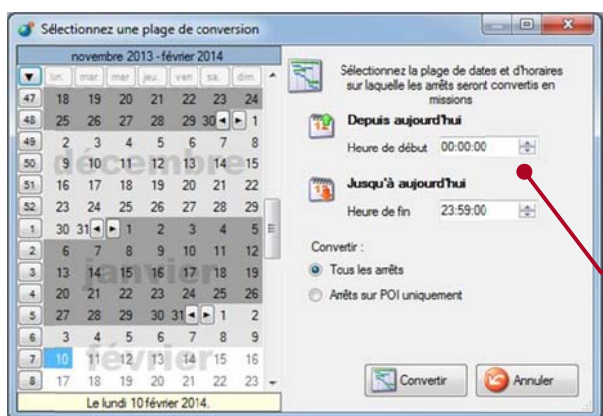 Sélectionnez une plage de conversion
novembre 2013 - février 2014
lun. mar mer jeu. ven sa. dim
47 18 19 20 21 22 23 24
48 25 26 27 28 29 30 1
49 2 3 4 5 6 7 8
50 9 10 11 12 13 14 15
décembre
51 16 17 18 19 20 21 22
52 23 24 25 26 27 28 29
1 30 31 1 2 3 4 5
2 6 7 8 9 10 11 12
3 13 14 15 16 17 18 19
janvier
4 20 21 22 23 24 25 26
5 27 28 29 30 31 1 2
6 3 4 5 6 7 8 9
7 10 11 12 13 14 15 16
février
8 17 18 19 20 21 22 23
Le lundi 10 février 2014.
Sélectionnez la plage de dates et d'horaires
sur laquelle les arrêts seront convertis en
missions
Depuis aujourd'hui
Heure de début 00:00:00
Jusqu'à aujourd'hui
Heure de fin 23:59:00
Convertir :
Tous les arrêts
Arrêts sur POI uniquement
Convertir Annuler